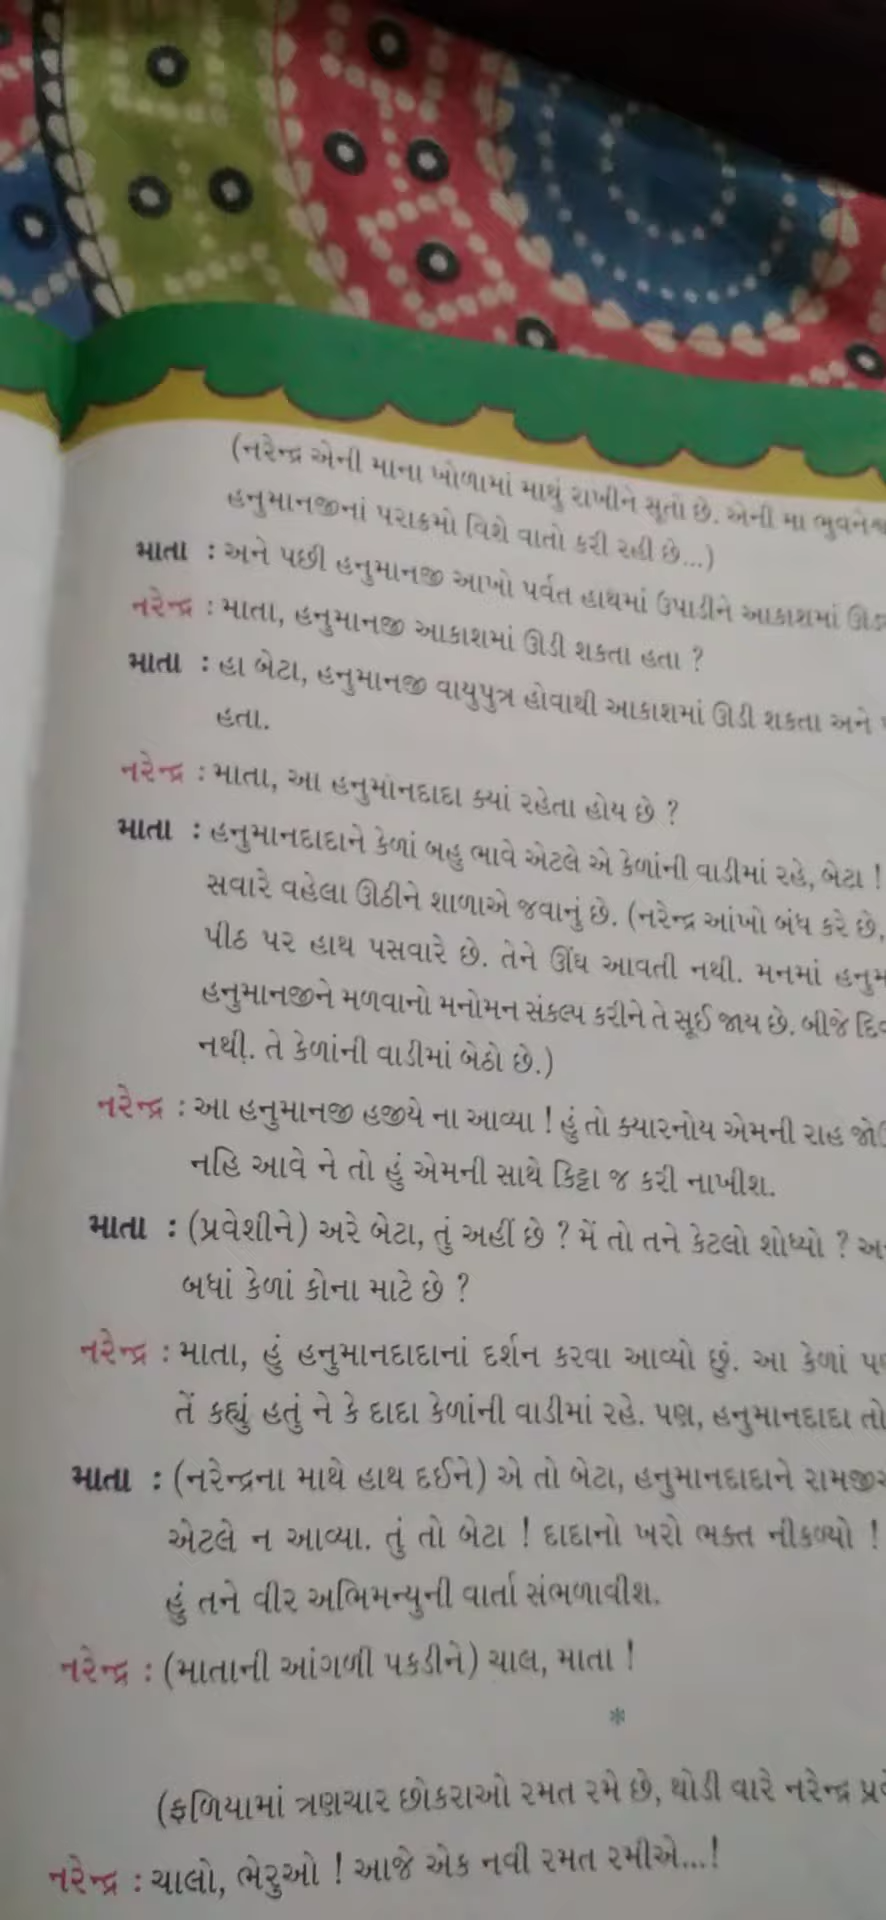 (નરેન્દ્ર એની માના ખોળામાં માથું રાખીને સૂતો છે. એની મા
હનુમાનજીનાં પરાક્રમો વિશે વાતો કરી રહી છે...)
માતા : અને પછી હનુમાનજી આખો પર્વત હાથમાં ઉપાડીને આકાશમાં
નરેન્દ્ર : માતા, હનુમાનજી આકાશમાં ઊડી શકતા હતા ?
માતા : હા બેટા, હનુમાનજી વાયુપુત્ર હોવાથી આકાશમાં ઊડી શકતા અને
હતા.
નરેન્દ્ર : માતા, આ હનુમાનદાદા ક્યાં રહેતા હોય છે ?
માતા : હનુમાનદાદાને કેળાં બહુ ભાવે એટલે એ કેળાંની વાડીમાં રહે, બેટા !
સવારે વહેલા ઊઠીને શાળાએ જવાનું છે. (નરેન્દ્ર આંખો બંધ કરે છે.
પીઠ પર હાથ પસવારે છે. તેને ઊંઘ આવતી નથી. મનમાં
હનુમાનજીને મળવાનો મનોમન સંકલ્પ કરીને તે સૂઈ જાય છે. બીજે
નથી. તે કેળાંની વાડીમાં બેઠો છે.)
નરેન્દ્ર : આ હનુમાનજી હજીયે ના આવ્યા ! હું તો ક્યારનોય એમની રાહ
નહિ આવે ને તો હું એમની સાથે કિટ્ટા જ કરી નાખીશ.
માતા : (પ્રવેશીને) અરે બેટા, તું અહીં છે ? મેં તો તને કેટલો શોધ્યો ?
બધાં કેળાં કોના માટે છે ?
નરેન્દ્ર : માતા, હું હનુમાનદાદાનાં દર્શન કરવા આવ્યો છું. આ કેળાં
તેં કહ્યું હતું ને કે દાદા કેળાંની વાડીમાં રહે. પણ, હનુમાનદાદા તો
માતા : (નરેન્દ્રના માથે હાથ દઈને) એ તો બેટા, હનુમાનદાદાને
એટલે ન આવ્યા. તું તો બેટા ! દાદાનો ખરો ભક્ત નીકળ્યો !
હું તને વીર અભિમન્યુની વાર્તા સંભળાવીશ.
નરેન્દ્ર : (માતાની આંગળી પકડીને) ચાલ, માતા !
*
(ફળિયામાં ત્રણચાર છોકરાઓ રમત રમે છે, થોડી વારે નરેન્દ્ર
નરેન્દ્ર : ચાલો, ભેરુઓ ! આજે એક નવી રમત રમીએ...!